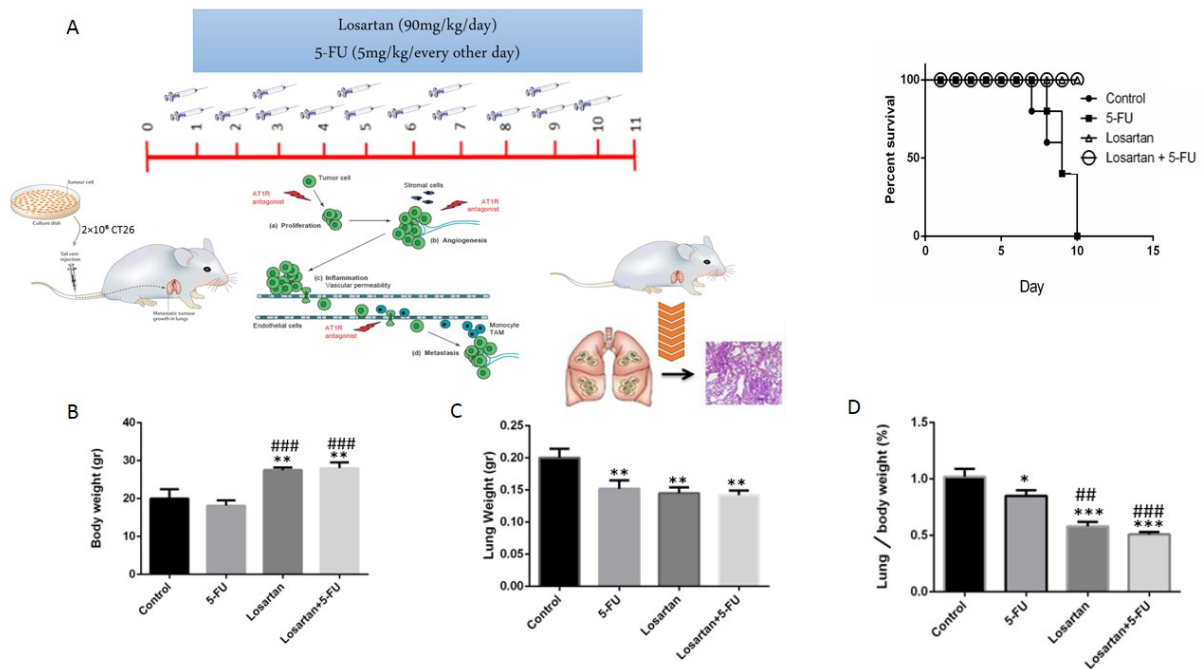 A
Losartan (90mg/kg/day)
5-FU (5mg/kg/every other day)
0 1 2 3 4 5 6 7 8 9 10 11
Tumour cell
Culture dish
2×10⁶ CT26
Tail vein
injection
Metastatic tumour
growth in lungs
Tumor cell
AT1R
antagonist
(a) Proliferation
Stromal cells
AT1R
antagonist
(b) Angiogenesis
(c) Inflammation
Vascular permeability
Endothelial cells
AT1R
antagonist
Monocyte
TAM
(d) Metastasis
Percent survival
100
50
0
0 5 10 15
Day
Control
5-FU
Losartan
Losartan + 5-FU
B
Body weight (gr)
40
30
20
10
0
###
**
###
**
Control
5-FU
Losartan
Losartan+5-FU
C
Lung Weight (gr)
0.25
0.20
0.15
0.10
0.05
0.00
**
**
**
Control
5-FU
Losartan
Losartan+5-FU
D
Lung / body weight (%)
1.5
1.0
0.5
0.0
*
##
***
###
***
Control
5-FU
Losartan
Losartan+5-FU